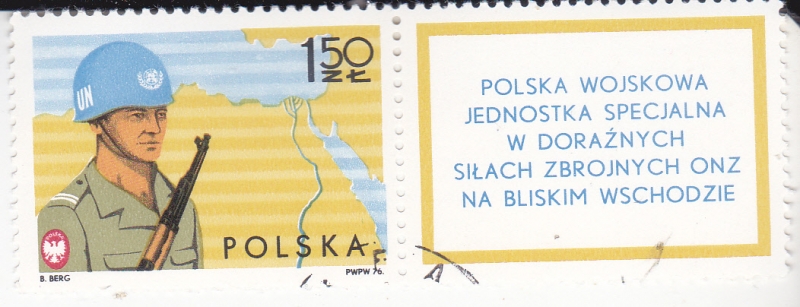 1.50
ZŁ
UN
POLSKA
B. BERG
PWPW 76.
POLSKA WOJSKOWA
JEDNOSTKA SPECJALNA
W DORAŹNYCH
SIŁACH ZBROJNYCH ONZ
NA BLISKIM WSCHODZIE